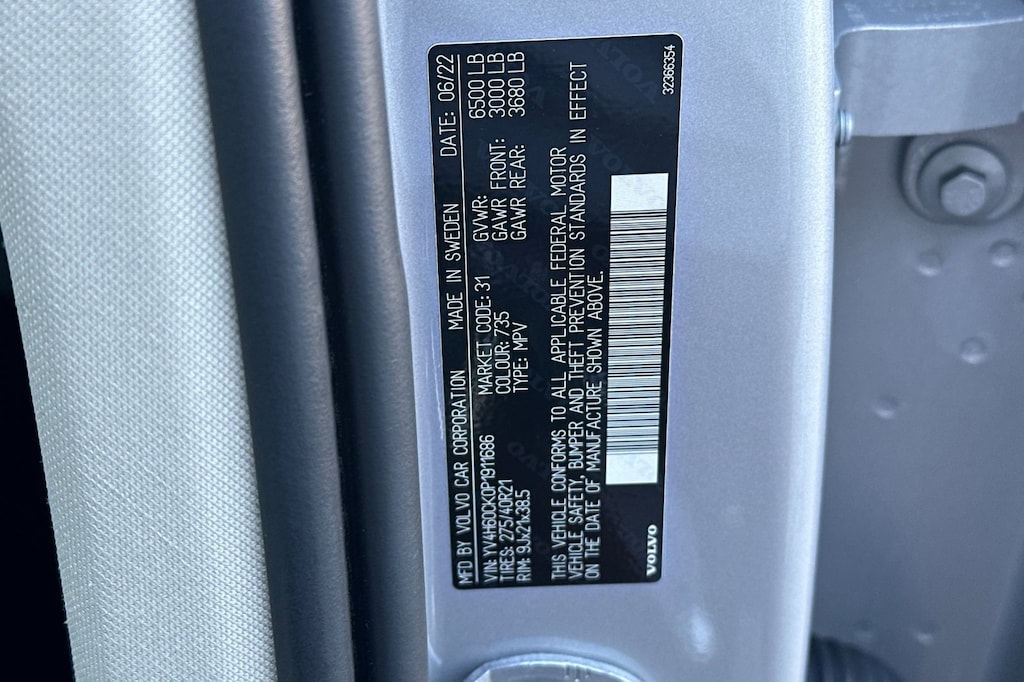 MFD BY VOLVO CAR CORPORATION MADE IN SWEDEN DATE: 06/22
VIN: YV4H60CK0P1911686 MARKET CODE: 31 GVWR: 6500 LB
TIRES: 275/40R21 COLOUR: 735 GAWR FRONT: 3000 LB
RIM: 9Jx21x38.5 TYPE: MPV GAWR REAR: 3680 LB
THIS VEHICLE CONFORMS TO ALL APPLICABLE FEDERAL MOTOR
VEHICLE SAFETY, BUMPER AND THEFT PREVENTION STANDARDS IN EFFECT
ON THE DATE OF MANUFACTURE SHOWN ABOVE.
VOLVO 32366354